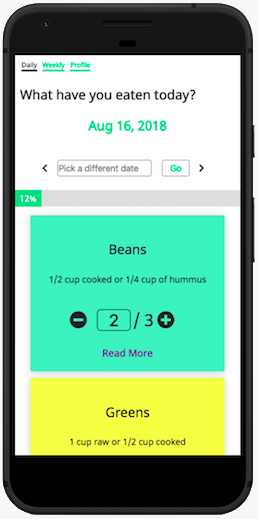 Daily Weekly Profile
What have you eaten today?
Aug 16, 2018
Pick a different date Go
12%
Beans
1/2 cup cooked or 1/4 cup of hummus
2 / 3
Read More
Greens
1 cup raw or 1/2 cup cooked